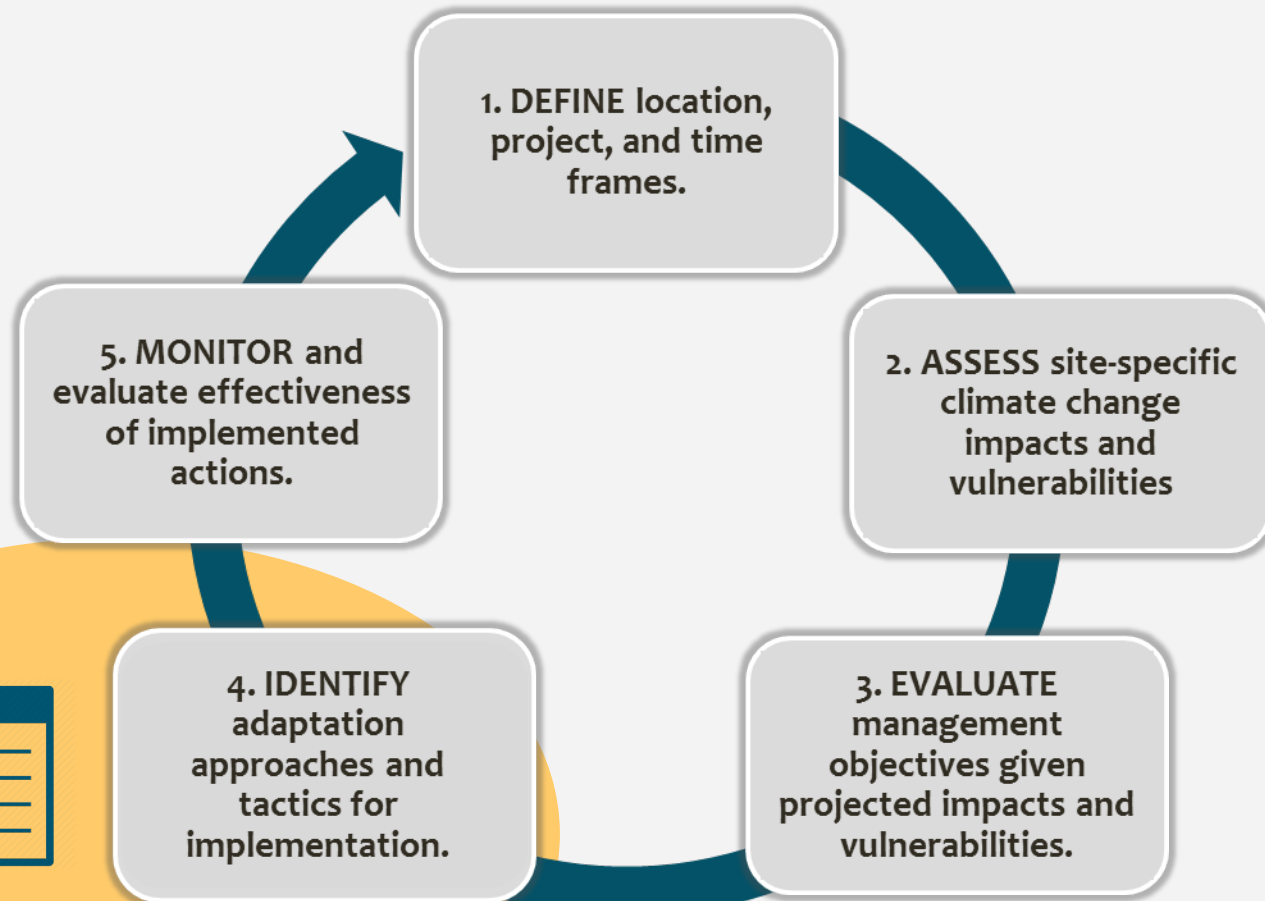 1. DEFINE location,
project, and time
frames.
2. ASSESS site-specific
climate change
impacts and
vulnerabilities
3. EVALUATE
management
objectives given
projected impacts and
vulnerabilities.
4. IDENTIFY
adaptation
approaches and
tactics for
implementation.
5. MONITOR and
evaluate effectiveness
of implemented
actions.